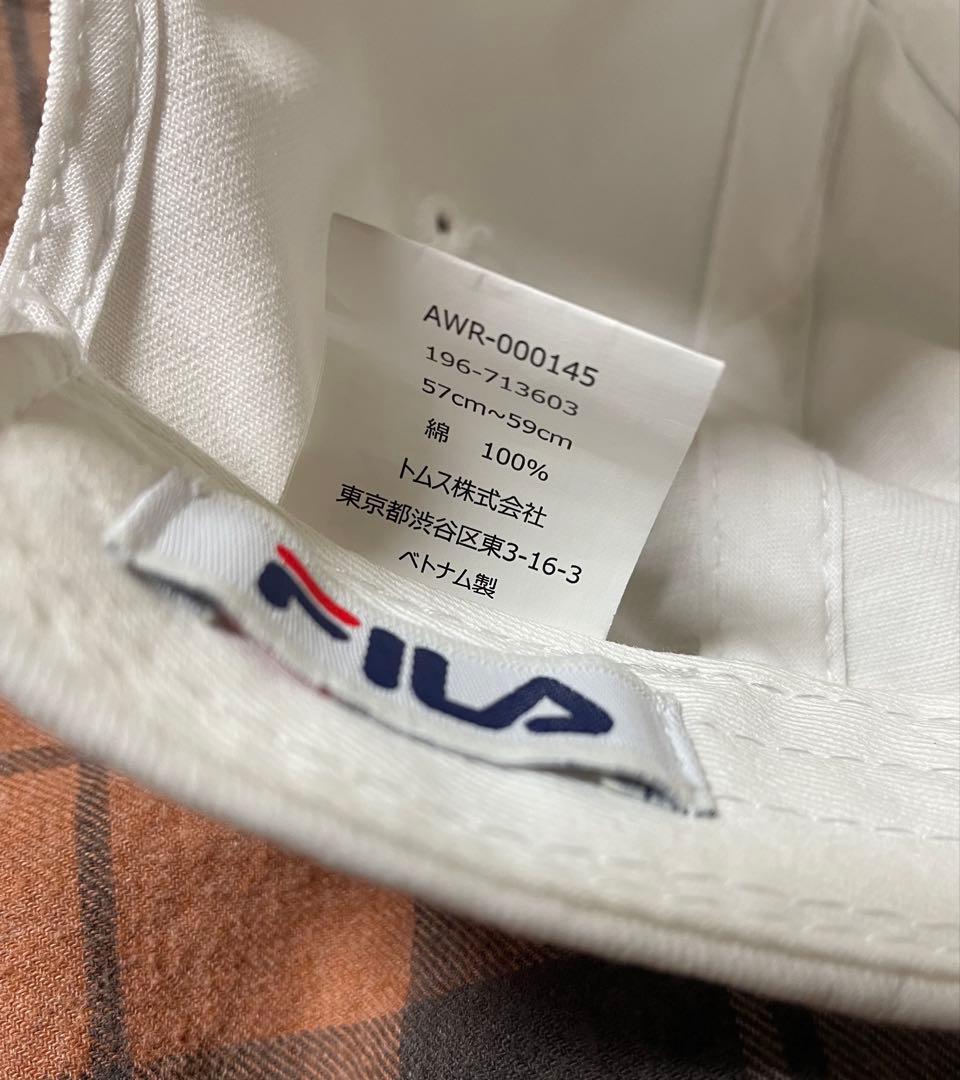 AWR-000145
196-713603
57cm～59cm
綿 100%
トムス株式会社
東京都渋谷区東3-16-3
ベトナム製
FILA